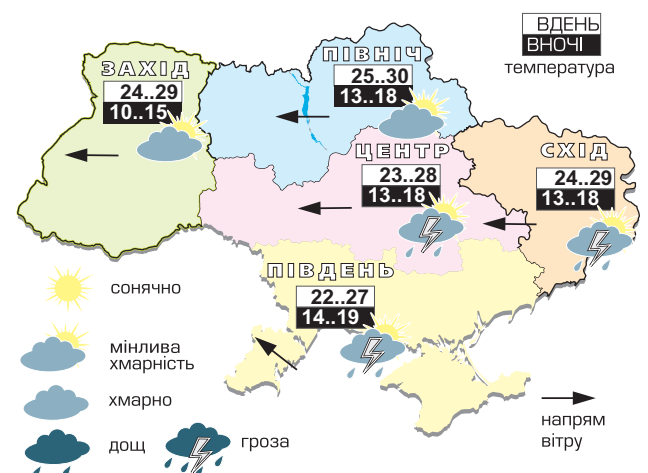 ВДЕНЬ
ВНОЧІ
температура
ПІВНІЧ
25..30
13..18
ЗАХІД
24..29
10..15
ЦЕНТР
23..28
13..18
СХІД
24..29
13..18
ПІВДЕНЬ
22..27
14..19
сонячно
мінлива
хмарність
хмарно
дощ
гроза
напрям
вітру